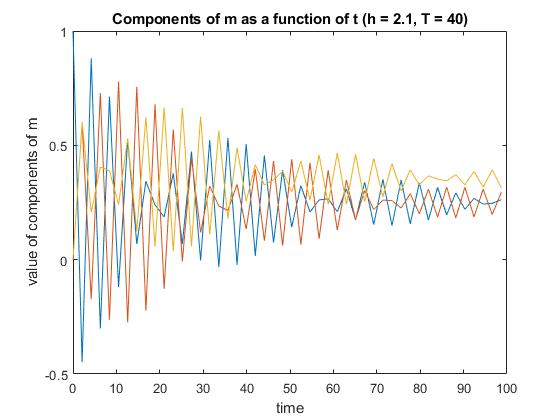 Components of m as a function of t (h = 2.1, T = 40)
1
0.5
0
-0.5
value of components of m
0 10 20 30 40 50 60 70 80 90 100
time